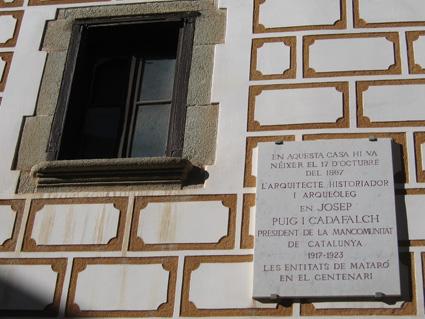 EN AQUESTA CASA HI VA
NÉIXER EL 17 D'OCTUBRE
DEL 1867
L'ARQUITECTE HISTORIADOR
I ARQUEÒLEG
EN JOSEP
PUIG I CADAFALCH
PRESIDENT DE LA MANCOMUNITAT
DE CATALUNYA
1917-1923
LES ENTITATS DE MATARÓ
EN EL CENTENARI